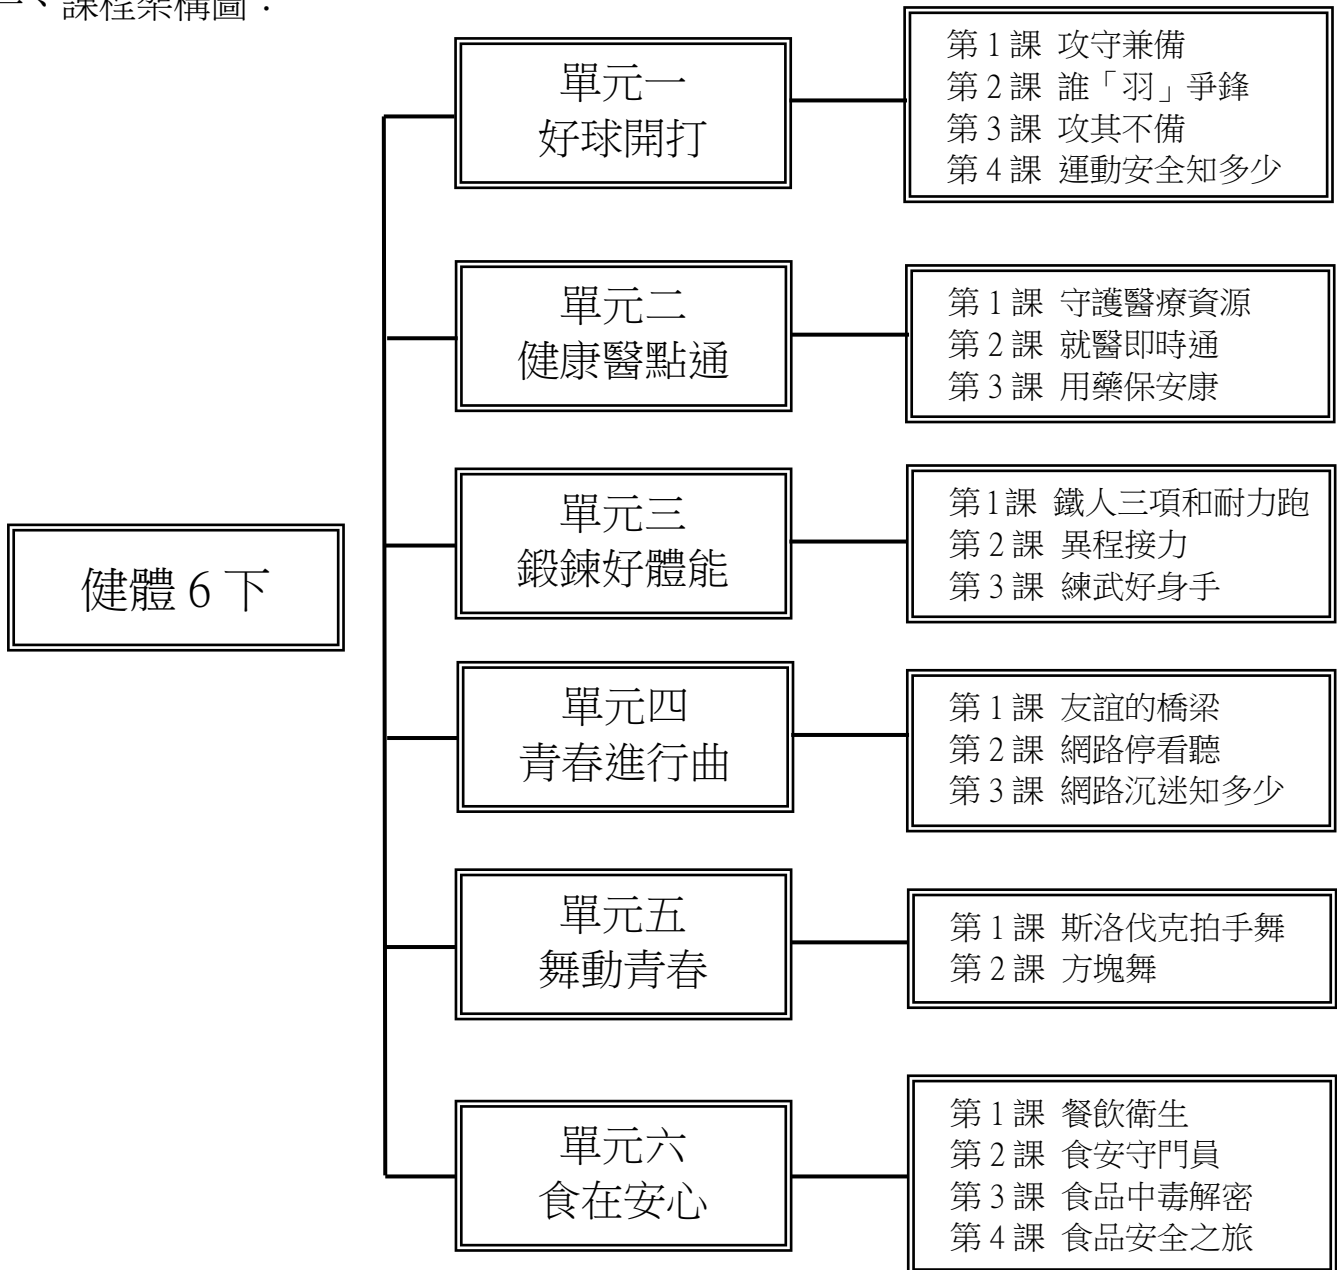 、課程架構圖：
健體 6 下
單元一
好球開打
第 1 課 攻守兼備
第 2 課 誰「羽」爭鋒
第 3 課 攻其不備
第 4 課 運動安全知多少
單元二
健康醫點通
第 1 課 守護醫療資源
第 2 課 就醫即時通
第 3 課 用藥保安康
單元三
鍛鍊好體能
第 1 課 鐵人三項和耐力跑
第 2 課 異程接力
第 3 課 練武好身手
單元四
青春進行曲
第 1 課 友誼的橋梁
第 2 課 網路停看聽
第 3 課 網路沉迷知多少
單元五
舞動青春
第 1 課 斯洛伐克拍手舞
第 2 課 方塊舞
單元六
食在安心
第 1 課 餐飲衛生
第 2 課 食安守門員
第 3 課 食品中毒解密
第 4 課 食品安全之旅